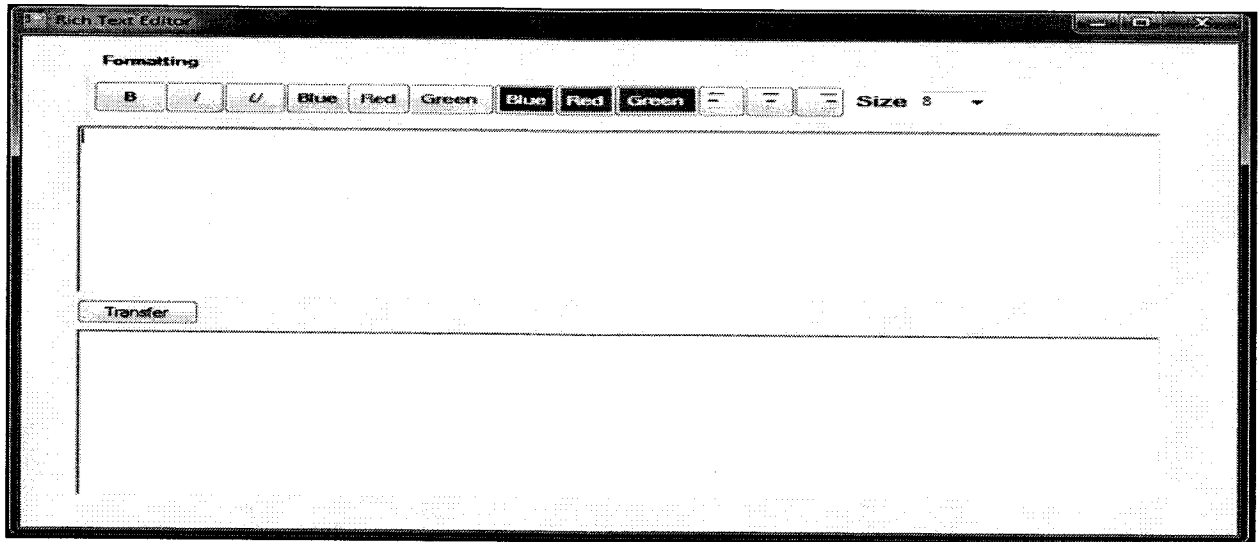 Rich Text Editor
Formatting
B I U Blue Red Green Blue Red Green Size 8
Transfer